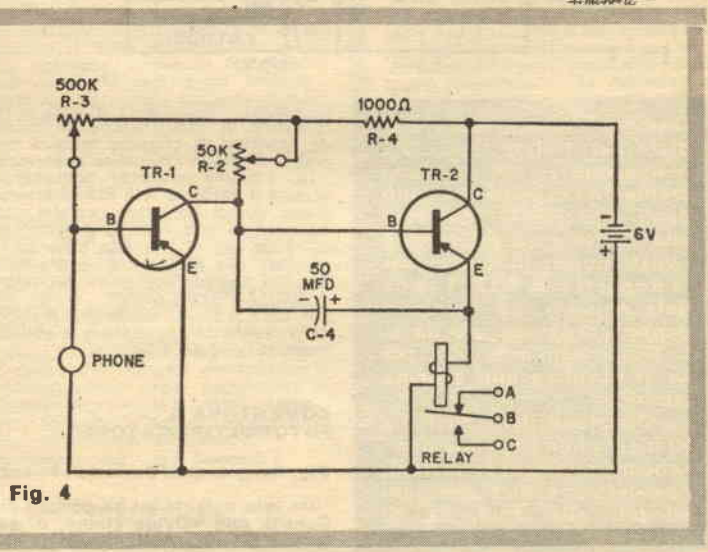 500K
R-3
1000Ω
R-4
50K
R-2
TR-1
C
B
E
TR-2
C
B
E
-
6V
+
50
MFD
- +
C-4
PHONE
A
B
C
RELAY
Fig. 4